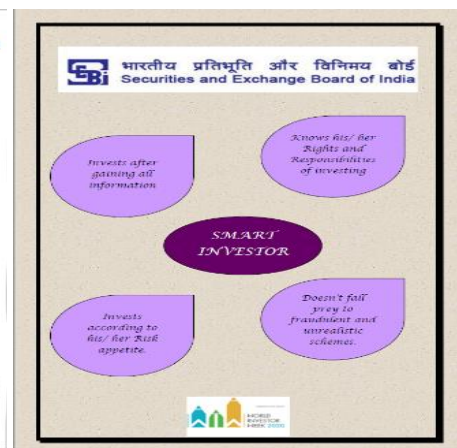 SEBI
भारतीय प्रतिभूति और विनिमय बोर्ड
Securities and Exchange Board of India
Invests after
gaining all
information
Knows his/ her
Rights and
Responsibilities
of investing
SMART
INVESTOR
Invests
according to
his/ her Risk
appetite.
Doesn't fall
prey to
fraudulent and
unrealistic
schemes.
WORLD
INVESTOR
WEEK 2020